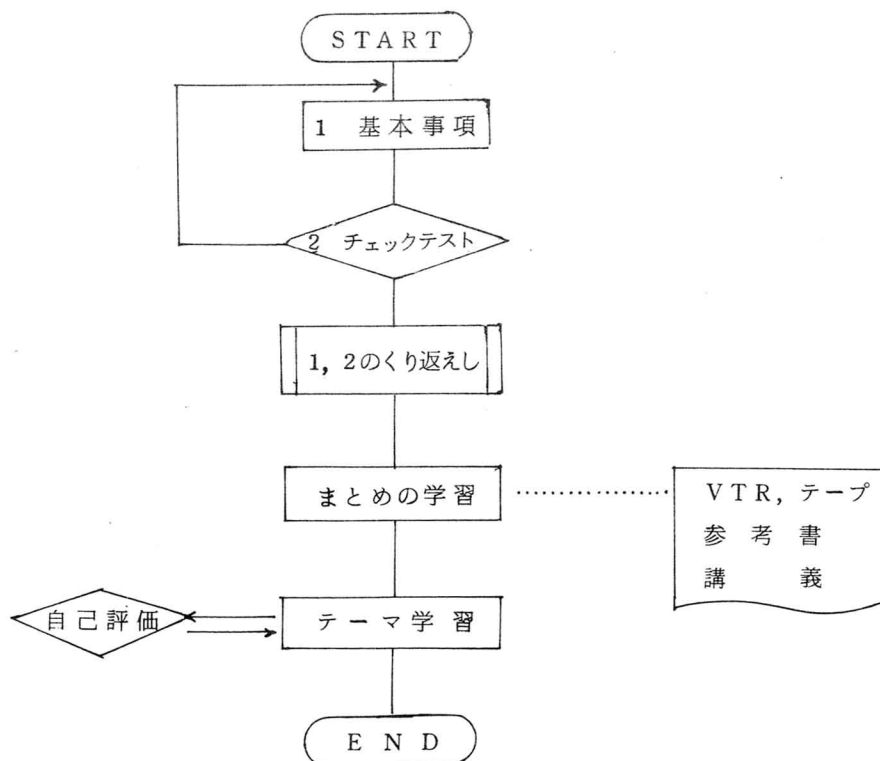 START
1 基本事項
2 チェックテスト
1,2のくり返えし
まとめの学習
VTR,テープ
参考書
講義
自己評価
テーマ学習
END